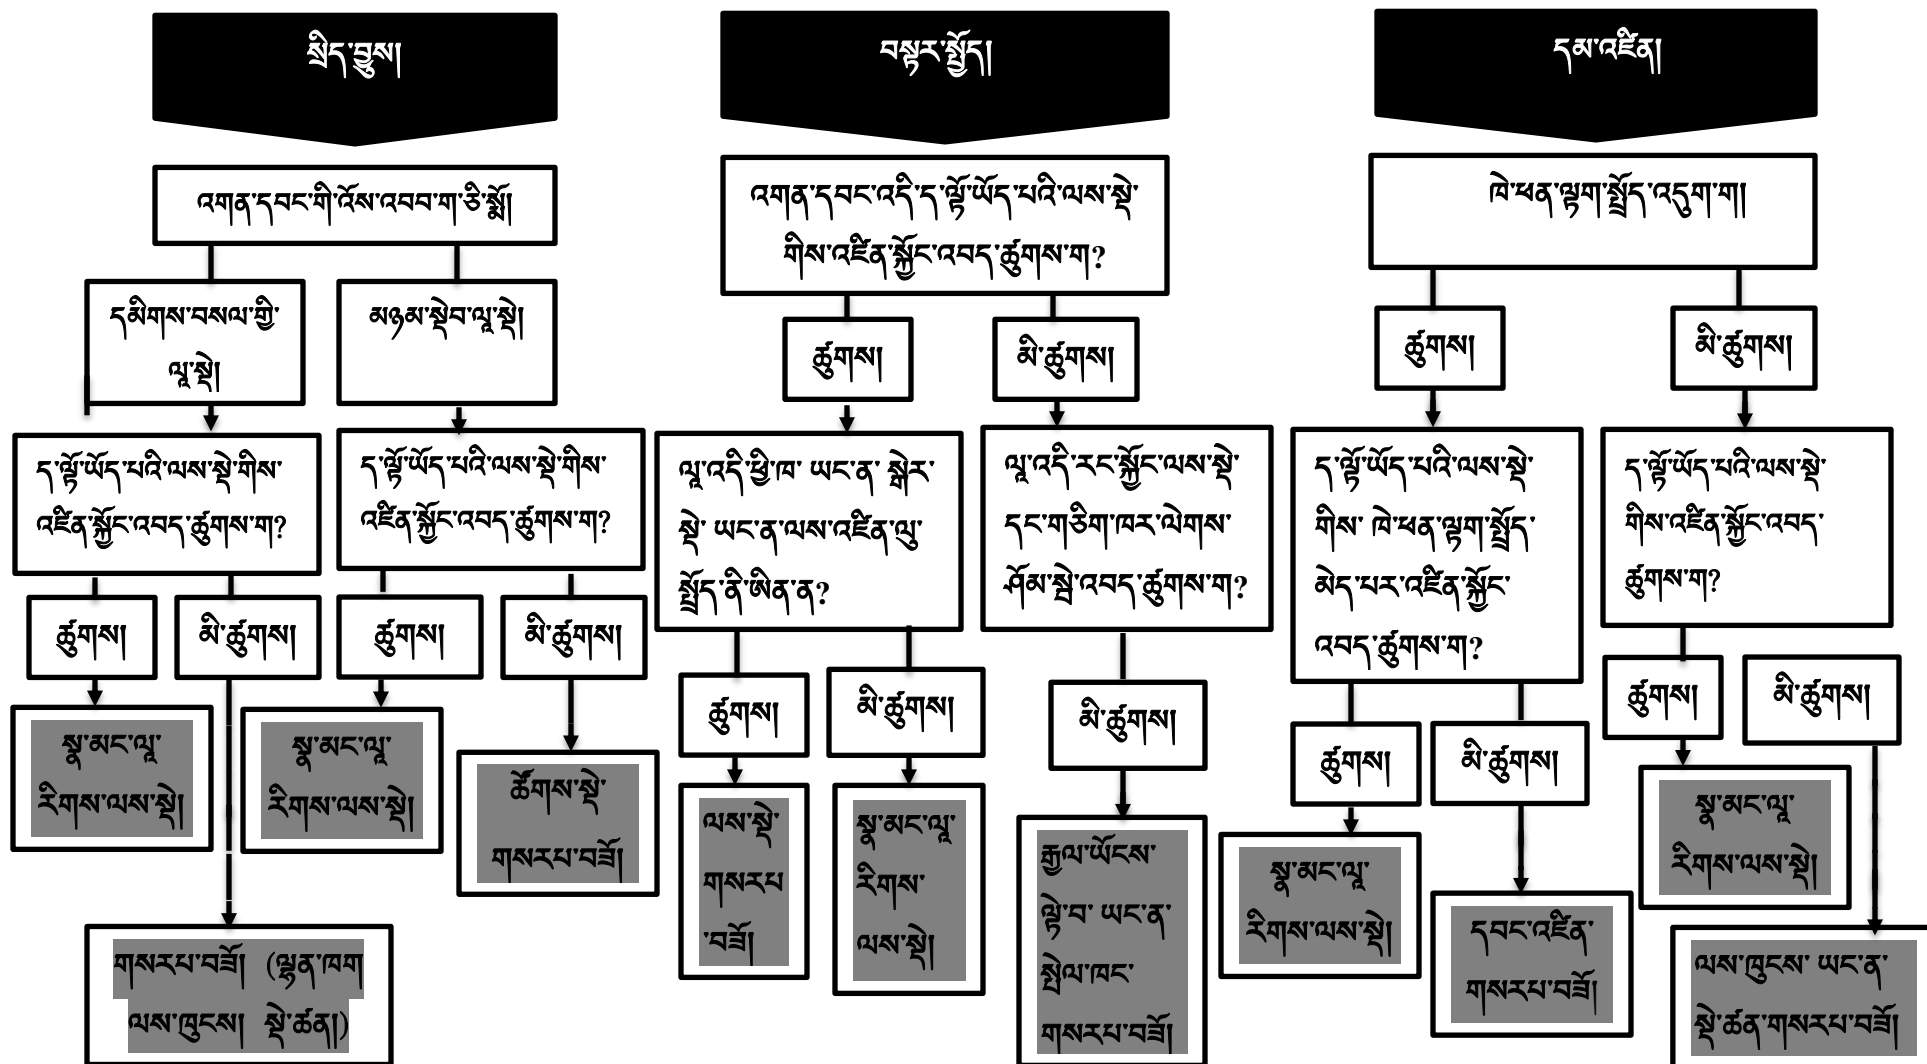 སྲིད་བྱུས།
འགན་དབང་གི་འོས་འབབ་ག་ཅི་སྨོ།
དམིགས་བསལ་གྱི་
ལཱ་སྡེ།
མཉམ་སྡེབ་ལཱ་སྡེ།
ད་ལྟོ་ཡོད་པའི་ལས་སྡེ་གིས་
འཛིན་སྐྱོང་འབད་ཚུགས་ག?
ད་ལྟོ་ཡོད་པའི་ལས་སྡེ་གིས་
འཛིན་སྐྱོང་འབད་ཚུགས་ག?
ཚུགས།
མི་ཚུགས།
ཚུགས།
མི་ཚུགས།
སྣ་མང་ལཱ་
རིགས་ལས་སྡེ།
སྣ་མང་ལཱ་
རིགས་ལས་སྡེ།
ཚོགས་སྡེ་
གསརཔ་བཟོ།
གསརཔ་བཟོ། (ལྷན་ཁག
ལས་ཁུངས། སྡེ་ཚན།)
བསྟར་སྤྱོད།
འགན་དབང་འདི་ད་ལྟོ་ཡོད་པའི་ལས་སྡེ་
གིས་འཛིན་སྐྱོང་འབད་ཚུགས་ག?
ཚུགས།
མི་ཚུགས།
ལཱ་འདི་ཕྱི་ཁ་ ཡང་ན་ སྒེར་
སྡེ་ ཡང་ན་ལས་འཛིན་ལུ་
སྤྲོད་ནི་ཨིན་ན?
ལཱ་འདི་རང་སྐྱོང་ལས་སྡེ་
དང་གཅིག་ཁར་ལེགས་
ཤོམ་སྦེ་འབད་ཚུགས་ག?
ཚུགས།
མི་ཚུགས།
མི་ཚུགས།
ལས་སྡེ་
གསརཔ
་བཟོ།
སྣ་མང་ལཱ་
རིགས་
ལས་སྡེ།
རྒྱལ་ཡོངས་
ལྟེ་བ་ ཡང་ན་
སྤེལ་ཁང་
གསརཔ་བཟོ།
དམ་འཛིན།
ཁེ་ཕན་ལྟག་སྤྲོད་འདུག་ག།
ཚུགས།
མི་ཚུགས།
ད་ལྟོ་ཡོད་པའི་ལས་སྡེ་
གིས་ ཁེ་ཕན་ལྟག་སྤྲོད་
མེད་པར་འཛིན་སྐྱོང་
འབད་ཚུགས་ག?
ད་ལྟོ་ཡོད་པའི་ལས་སྡེ་
གིས་འཛིན་སྐྱོང་འབད་
ཚུགས་ག?
ཚུགས།
མི་ཚུགས།
ཚུགས།
མི་ཚུགས།
སྣ་མང་ལཱ་
རིགས་ལས་སྡེ།
དབང་འཛིན་
གསརཔ་བཟོ།
སྣ་མང་ལཱ་
རིགས་ལས་སྡེ།
ལས་ཁུངས་ ཡང་ན་
སྡེ་ཚན་གསརཔ་བཟོ།